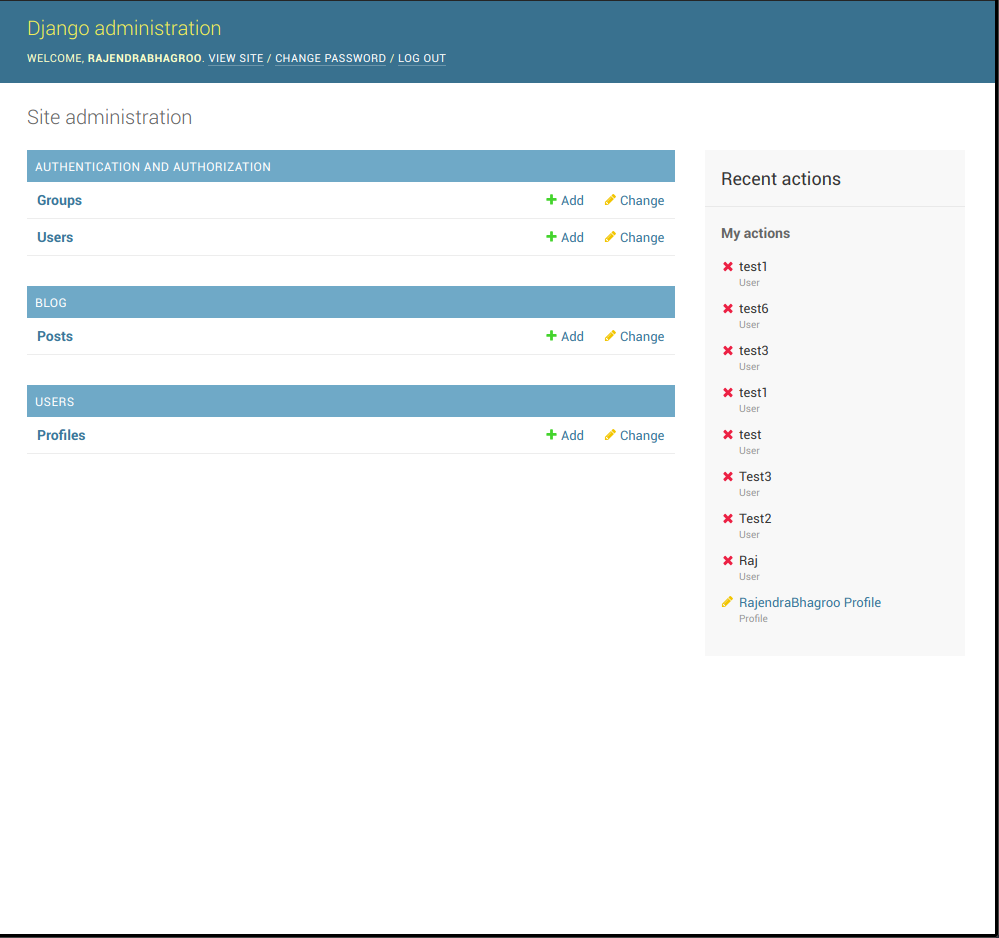 Django administration
WELCOME, RAJENDRABHAGROO. VIEW SITE / CHANGE PASSWORD / LOG OUT
Site administration
AUTHENTICATION AND AUTHORIZATION
Groups Add Change
Users Add Change
BLOG
Posts Add Change
USERS
Profiles Add Change
Recent actions
My actions
test1
User
test6
User
test3
User
test1
User
test
User
Test3
User
Test2
User
Raj
User
RajendraBhagroo Profile
Profile